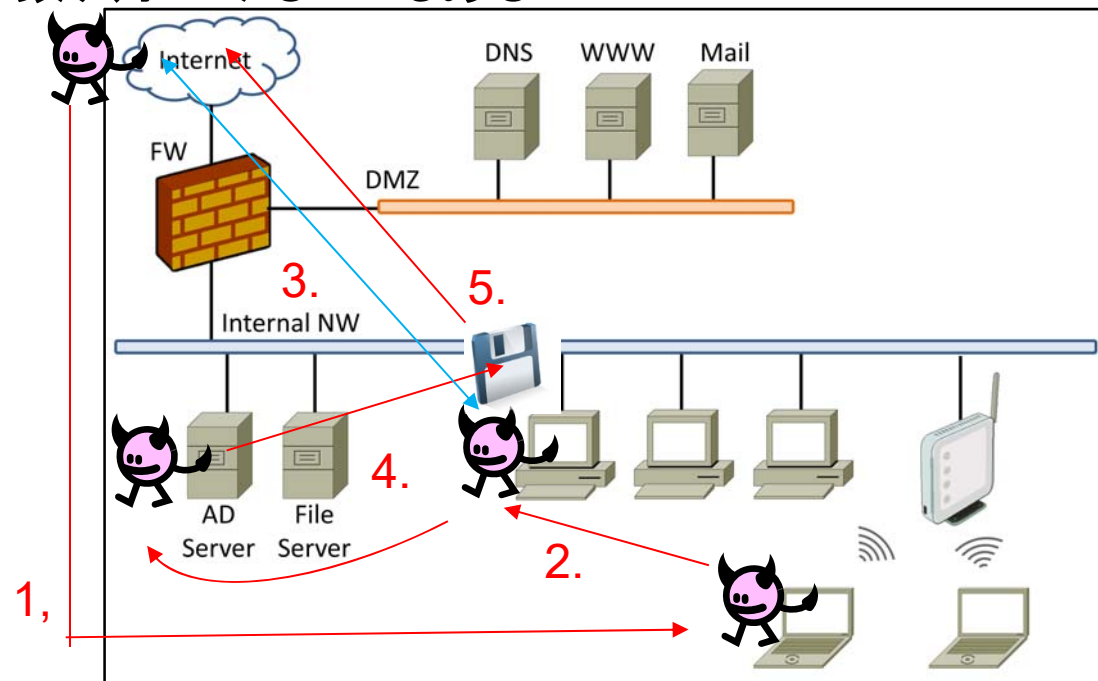 Internet
DNS WWW Mail
FW
DMZ
3.
5.
Internal NW
4.
AD
Server
File
Server
2.
1,